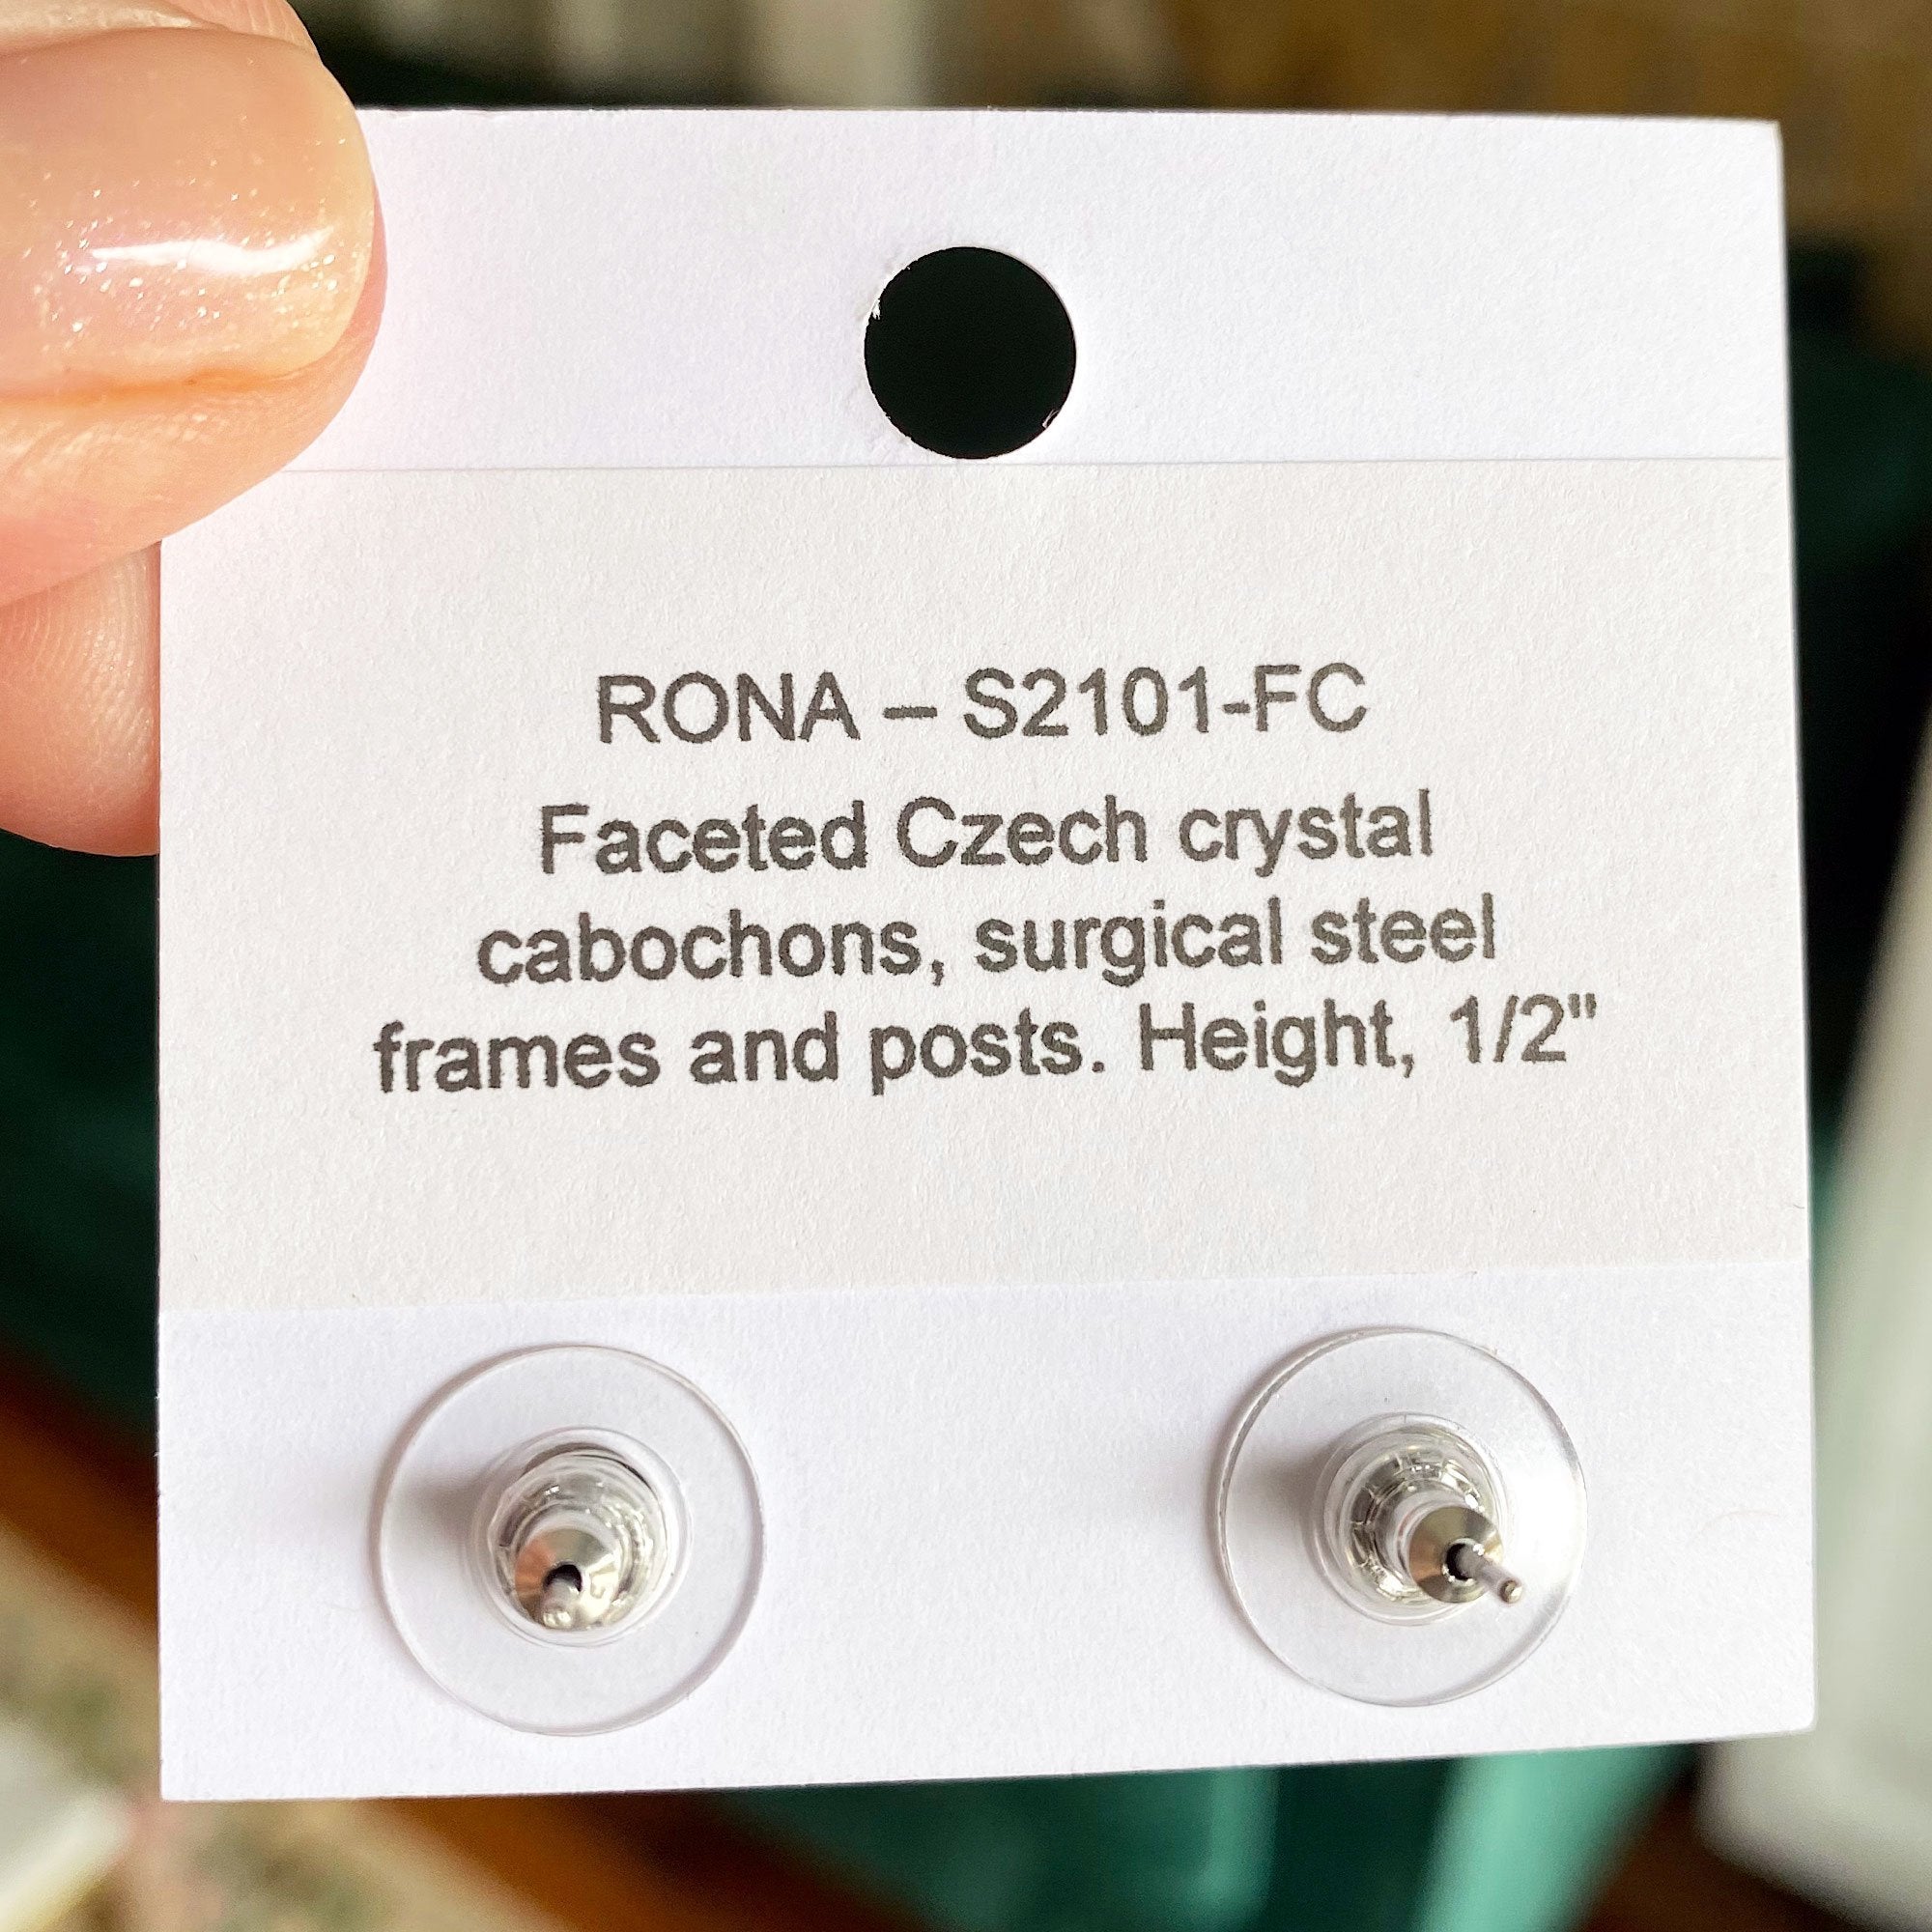 RONA – S2101-FC
Faceted Czech crystal
cabochons, surgical steel
frames and posts. Height, 1/2"